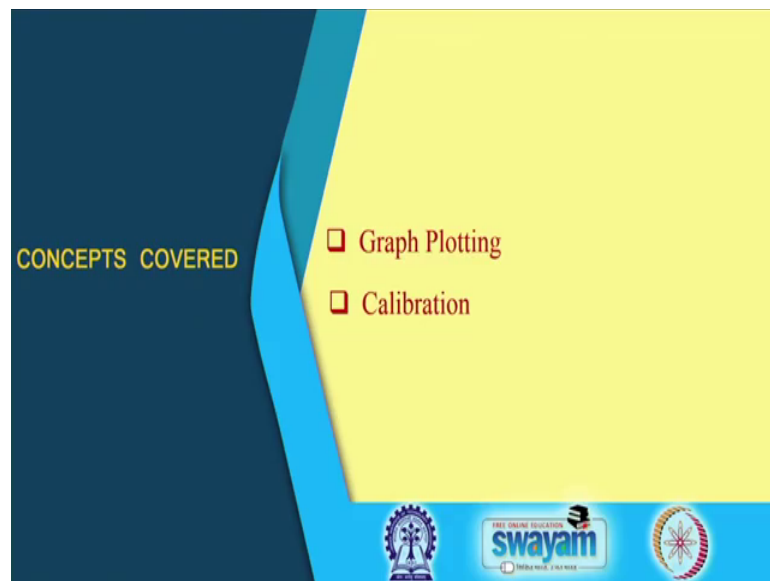 CONCEPTS COVERED
Graph Plotting
Calibration
FREE ONLINE EDUCATION
swayam